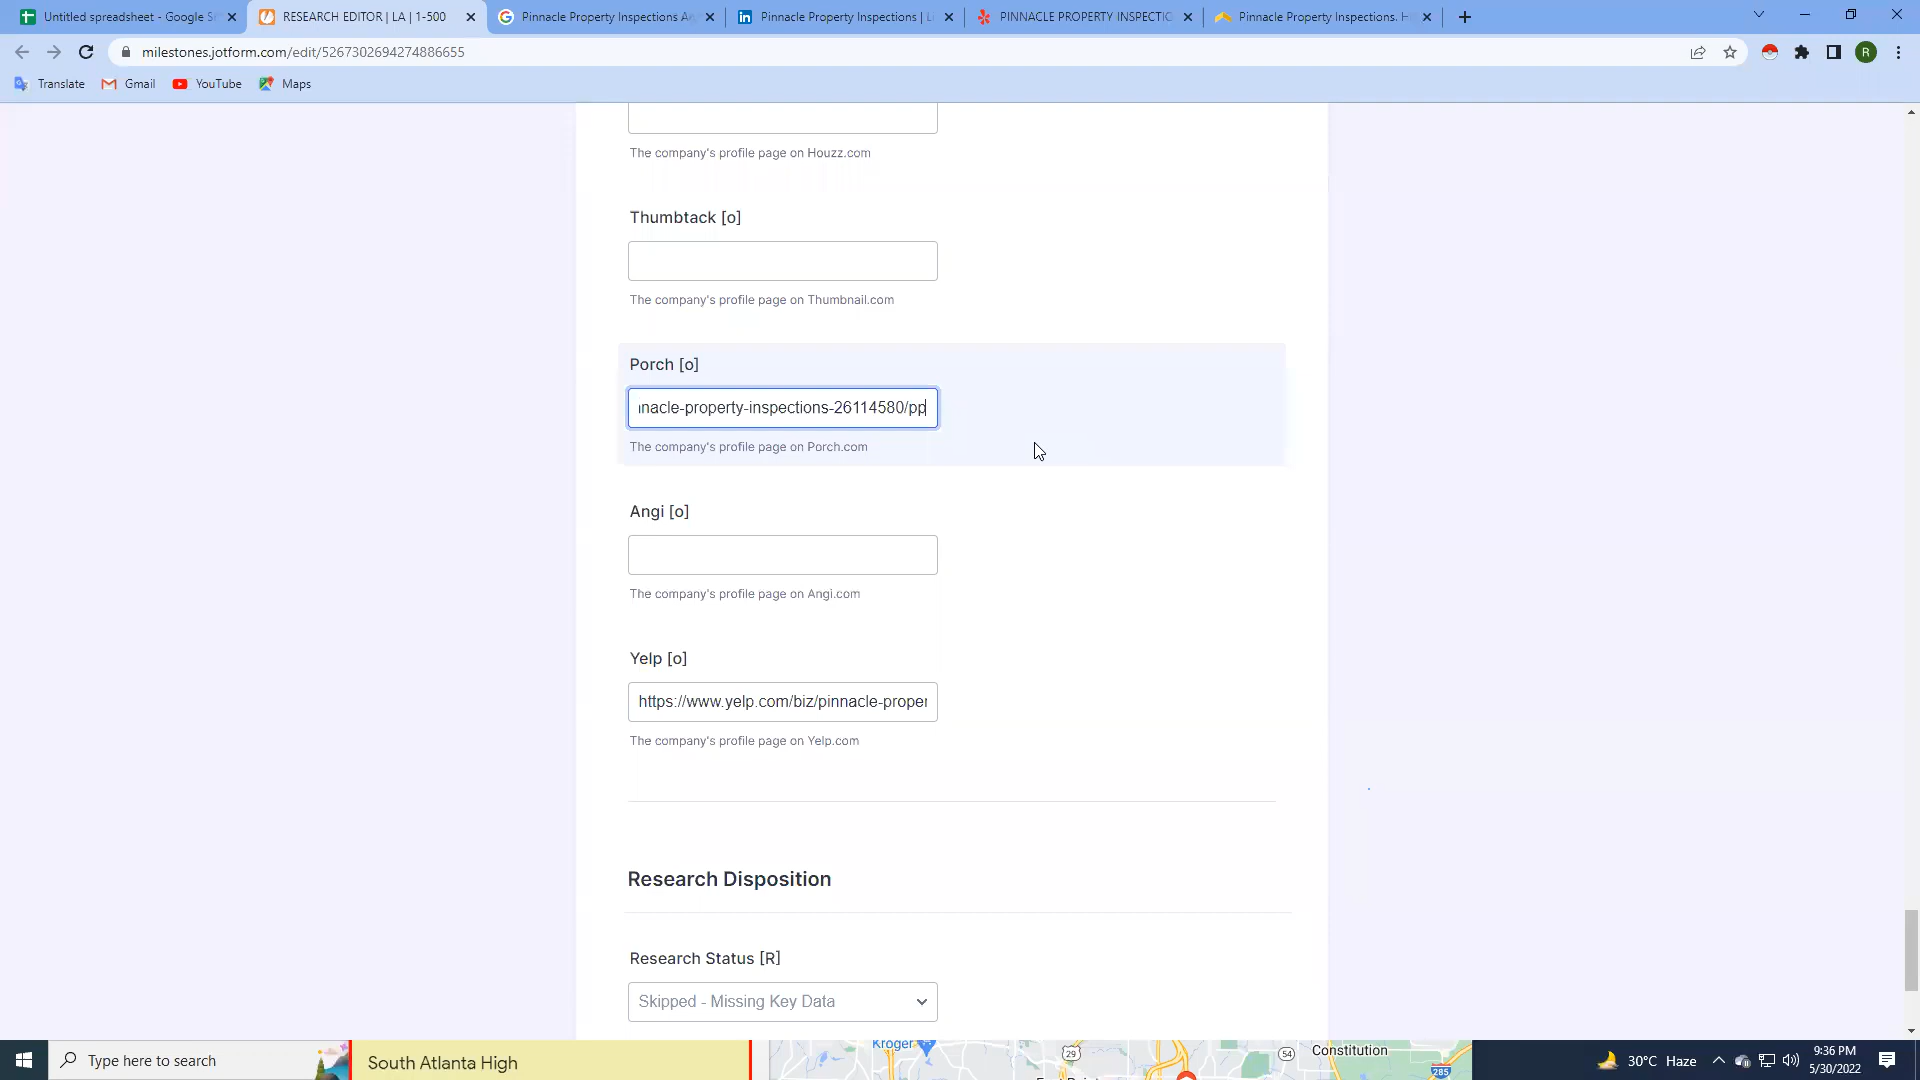 Untitled spreadsheet - Google S
RESEARCH EDITOR | LA | 1-500
Pinnacle Property Inspections A
Pinnacle Property Inspections | L
PINNACLE PROPERTY INSPECTIO
Pinnacle Property Inspections. H
milestones.jotform.com/edit/5267302694274886655
R
Translate
Gmail
YouTube
Maps
The company's profile page on Houzz.com
Thumbtack [o]
The company's profile page on Thumbnail.com
Porch [o]
nacle-property-inspections-26114580/pp
The company's profile page on Porch.com
Angi [o]
The company's profile page on Angi.com
Yelp [o]
https://www.yelp.com/biz/pinnacle-proper
The company's profile page on Yelp.com
Research Disposition
Research Status [R]
Skipped - Missing Key Data
Type here to search
South Atlanta High
Kroger
29
54
Constitution
285
30°C Haze
9:36 PM
5/30/2022